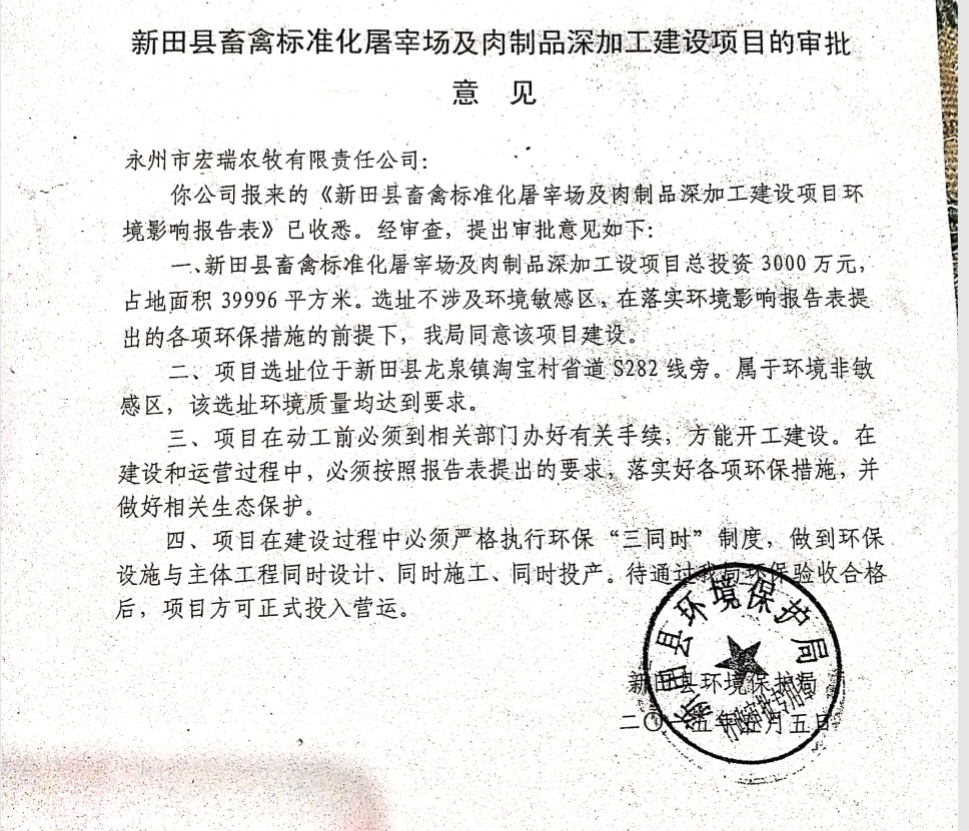 新田县畜禽标准化屠宰场及肉制品深加工建设项目的审批
意 见
永州市宏瑞农牧有限责任公司：
你公司报来的《新田县畜禽标准化屠宰场及肉制品深加工建设项目环
境影响报告表》已收悉。经审查，提出审批意见如下：
一、新田县畜禽标准化屠宰场及肉制品深加工设项目总投资 3000 万元，
占地面积 39996 平方米。选址不涉及环境敏感区。在落实环境影响报告表提
出的各项环保措施的前提下，我局同意该项目建设。
二、项目选址位于新田县龙泉镇淘宝村省道 S282 线旁。属于环境非敏
感区，该选址环境质量均达到要求。
三、项目在动工前必须到相关部门办好有关手续，方能开工建设。在
建设和运营过程中，必须按照报告表提出的要求，落实好各项环保措施，并
做好相关生态保护。
四、项目在建设过程中必须严格执行环保“三同时”制度，做到环保
设施与主体工程同时设计、同时施工、同时投产。待通过我局环保验收合格
后，项目方可正式投入营运。
新田县环境保护局
新田县环境保护局
二〇一五年 月五日
行政审批专用章